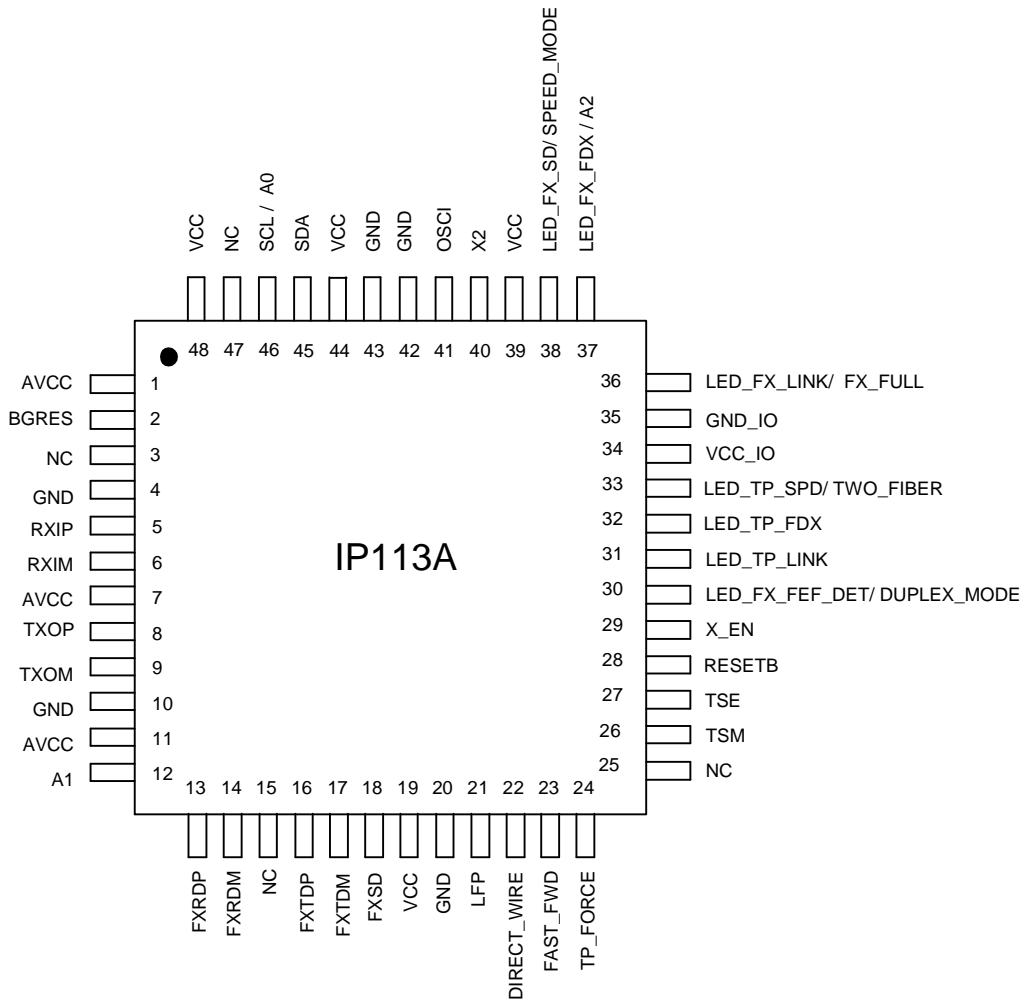 VCC
NC
SCL / A0
SDA
VCC
GND
GND
OSCI
X2
VCC
LED_FX_SD/ SPEED_MODE
LED_FX_FDX / A2
48 47 46 45 44 43 42 41 40 39 38 37
AVCC 1
BGRES 2
NC 3
GND 4
RXIP 5
RXIM 6
AVCC 7
TXOP 8
TXOM 9
GND 10
AVCC 11
A1 12
IP113A
36 LED_FX_LINK/ FX_FULL
35 GND_IO
34 VCC_IO
33 LED_TP_SPD/ TWO_FIBER
32 LED_TP_FDX
31 LED_TP_LINK
30 LED_FX_FEF_DET/ DUPLEX_MODE
29 X_EN
28 RESETB
27 TSE
26 TSM
25 NC
13 14 15 16 17 18 19 20 21 22 23 24
FXRDP
FXRDM
NC
FXTDP
FXTDM
FXSD
VCC
GND
LFP
DIRECT_WIRE
FAST_FWD
TP_FORCE